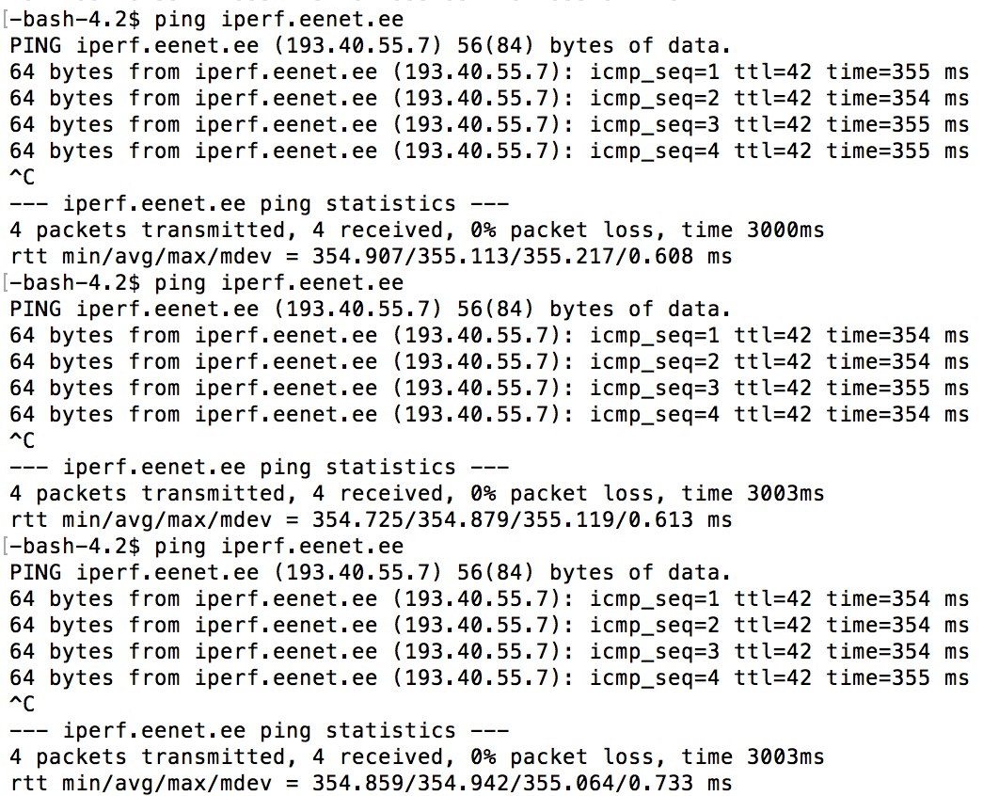 [-bash-4.2$ ping iperf.eenet.ee
PING iperf.eenet.ee (193.40.55.7) 56(84) bytes of data.
64 bytes from iperf.eenet.ee (193.40.55.7): icmp_seq=1 ttl=42 time=355 ms
64 bytes from iperf.eenet.ee (193.40.55.7): icmp_seq=2 ttl=42 time=354 ms
64 bytes from iperf.eenet.ee (193.40.55.7): icmp_seq=3 ttl=42 time=355 ms
64 bytes from iperf.eenet.ee (193.40.55.7): icmp_seq=4 ttl=42 time=355 ms
^C
--- iperf.eenet.ee ping statistics ---
4 packets transmitted, 4 received, 0% packet loss, time 3000ms
rtt min/avg/max/mdev = 354.907/355.113/355.217/0.608 ms
[-bash-4.2$ ping iperf.eenet.ee
PING iperf.eenet.ee (193.40.55.7) 56(84) bytes of data.
64 bytes from iperf.eenet.ee (193.40.55.7): icmp_seq=1 ttl=42 time=354 ms
64 bytes from iperf.eenet.ee (193.40.55.7): icmp_seq=2 ttl=42 time=354 ms
64 bytes from iperf.eenet.ee (193.40.55.7): icmp_seq=3 ttl=42 time=355 ms
64 bytes from iperf.eenet.ee (193.40.55.7): icmp_seq=4 ttl=42 time=354 ms
^C
--- iperf.eenet.ee ping statistics ---
4 packets transmitted, 4 received, 0% packet loss, time 3003ms
rtt min/avg/max/mdev = 354.725/354.879/355.119/0.613 ms
[-bash-4.2$ ping iperf.eenet.ee
PING iperf.eenet.ee (193.40.55.7) 56(84) bytes of data.
64 bytes from iperf.eenet.ee (193.40.55.7): icmp_seq=1 ttl=42 time=354 ms
64 bytes from iperf.eenet.ee (193.40.55.7): icmp_seq=2 ttl=42 time=354 ms
64 bytes from iperf.eenet.ee (193.40.55.7): icmp_seq=3 ttl=42 time=354 ms
64 bytes from iperf.eenet.ee (193.40.55.7): icmp_seq=4 ttl=42 time=355 ms
^C
--- iperf.eenet.ee ping statistics ---
4 packets transmitted, 4 received, 0% packet loss, time 3003ms
rtt min/avg/max/mdev = 354.859/354.942/355.064/0.733 ms